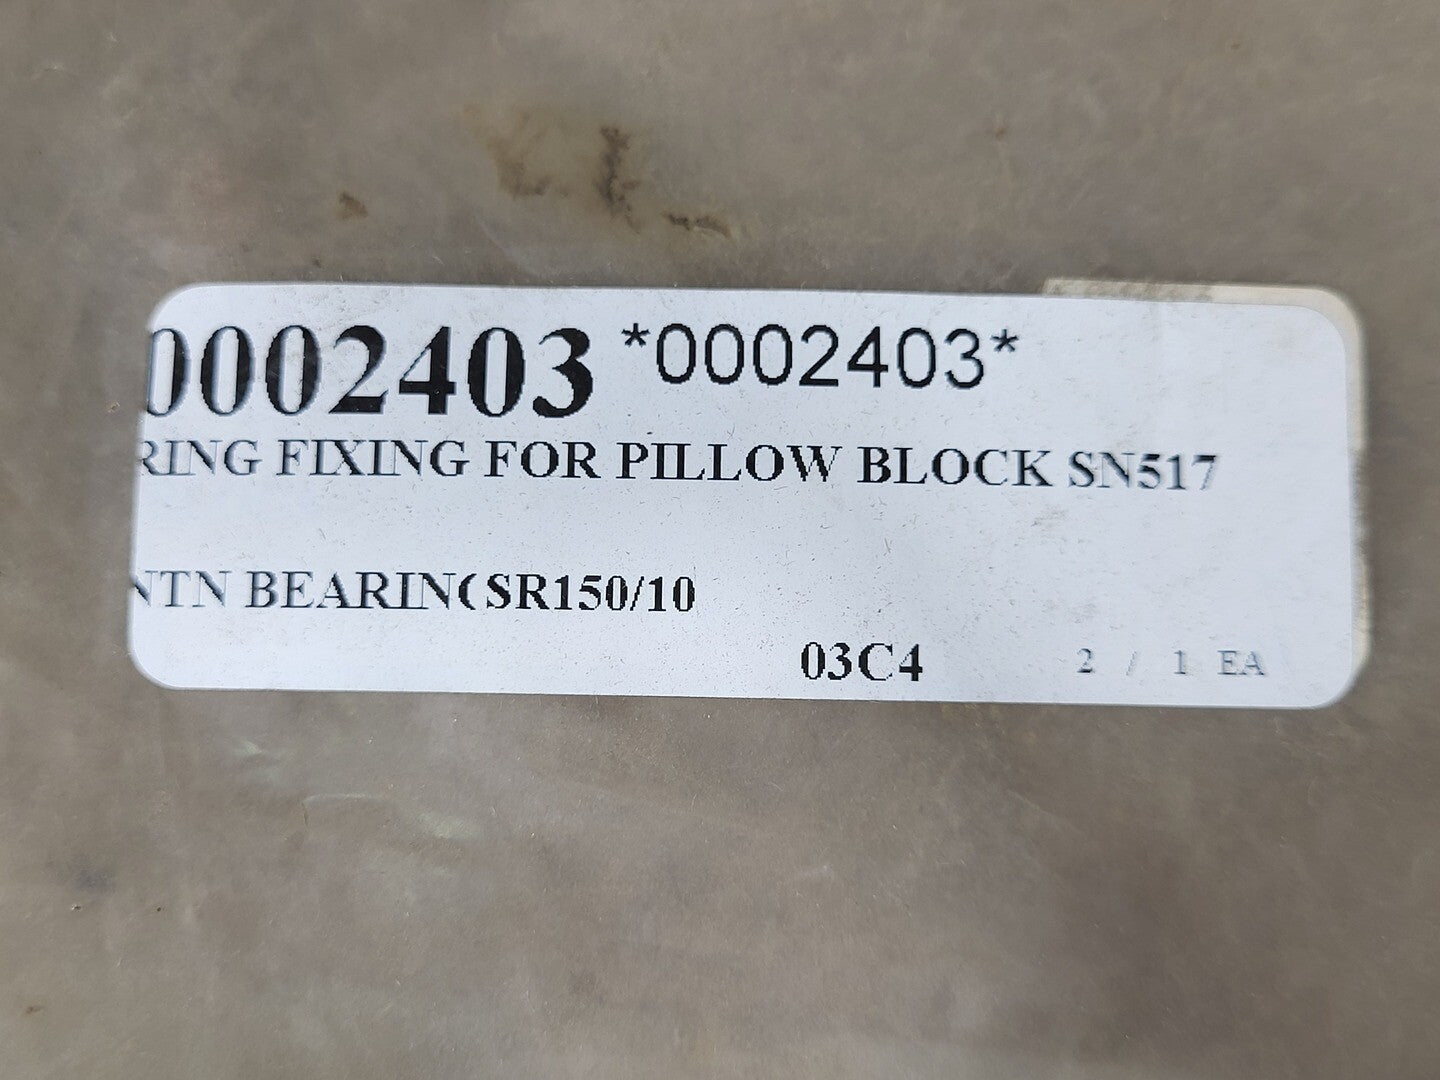 0002403 *0002403*
RING FIXING FOR PILLOW BLOCK SN517
NTN BEARIN( SR150/10
03C4 2 / 1 EA